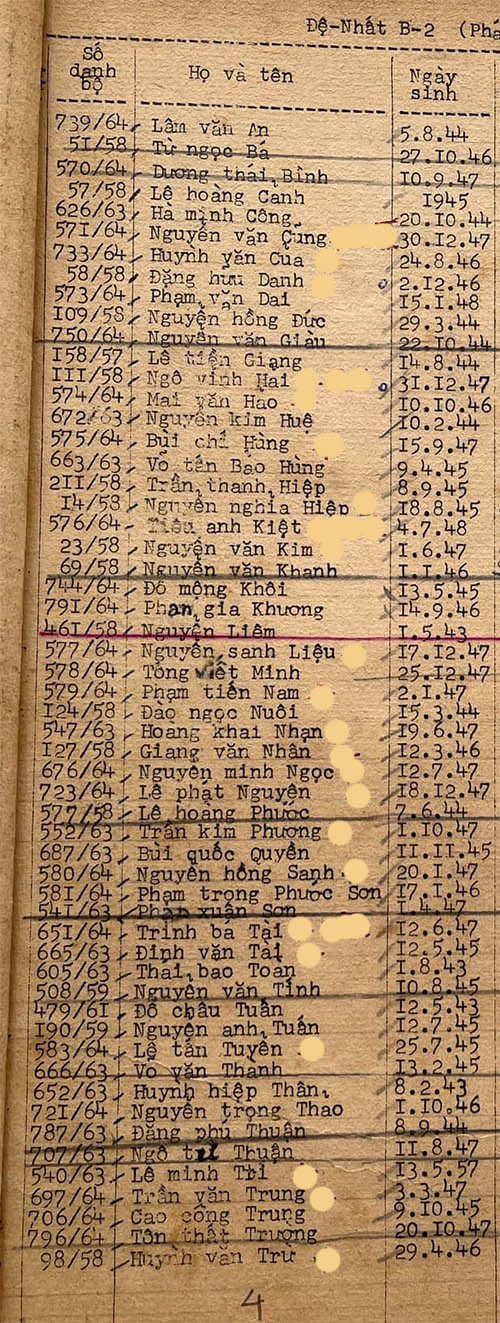 Đệ-Nhất B-2 (Phá
Số danh bộ Họ và tên Ngày sinh
739/64 Lâm văn An 5.8.44
51/58 Từ ngọc Bá 27.10.46
570/64 Dương thái Bình 10.9.47
57/58 Lê hoàng Canh 1945
626/63 Hà minh Công 20.10.44
571/64 Nguyễn văn Cung 30.12.47
733/64 Huỳnh văn Của 24.8.46
58/58 Đặng hữu Danh 2.12.46
573/64 Phạm văn Dai 15.1.48
109/58 Nguyễn hồng Đức 29.3.44
750/64 Nguyễn văn Giàu 22.10.44
158/57 Lê tiến Giang 14.8.44
111/58 Ngô vinh Hai 31.12.47
574/64 Mai văn Hao 10.10.46
672/63 Nguyễn kim Huê 10.2.44
575/64 Bùi chí Hùng 15.9.47
663/63 Võ tấn Bao Hùng 9.4.45
211/58 Trần thanh Hiệp 8.9.45
14/58 Nguyễn nghia Hiệp 18.8.45
576/64 anh Kiệt 4.7.48
23/58 Nguyễn văn Kim 1.6.47
69/58 Nguyễn văn Khanh 1.1.46
744/64 Đỗ mộng Khôi 13.5.45
791/64 Phan gia Khương 14.9.46
461/58 Nguyễn Liêm 1.5.43
577/64 Nguyễn sanh Liệu 17.12.47
578/64 Tống viết Minh 25.12.47
579/64 Phạm tiến Nam 2.1.47
124/58 Đào ngọc Nuôi 15.3.44
547/63 Hoang khai Nhạn 19.6.47
127/58 Giang văn Nhân 12.3.46
676/64 Nguyễn minh Ngọc 12.7.47
723/64 Lê phát Nguyên 18.12.47
577/58 Lê hoàng Phước 7.6.44
552/63 Trần kim Phương 1.10.47
687/63 Bùi quốc Quyền 11.11.45
580/64 Nguyễn hồng Sanh 20.1.47
581/64 Phạm trọng Phước Sơn 17.1.46
541/63 Phan xuân Sơn 1.4.47
651/64 Trinh bá Tài 12.6.47
665/63 Đinh văn Tài 12.5.45
605/63 Thai bao Toan 1.8.43
508/59 Nguyễn văn Tính 10.8.45
479/61 Đỗ châu Tuấn 12.5.43
190/59 Nguyễn anh Tuấn 12.7.45
583/64 Lê tấn Tuyên 25.7.45
666/63 Võ văn Thành 13.2.45
652/63 Huỳnh hiệp Thân 8.2.43
721/64 Nguyễn trọng Thao 1.10.46
787/63 Đặng phú Thuận 8.9.44
707/63 Ngô Thuận 11.8.47
540/63 Lê minh Trí 13.5.57
697/64 Trần văn Trung 3.3.47
706/64 Cao công Trung 9.10.45
796/64 Tôn thất Trương 20.10.47
98/58 Huỳnh văn Trừ 29.4.46
4